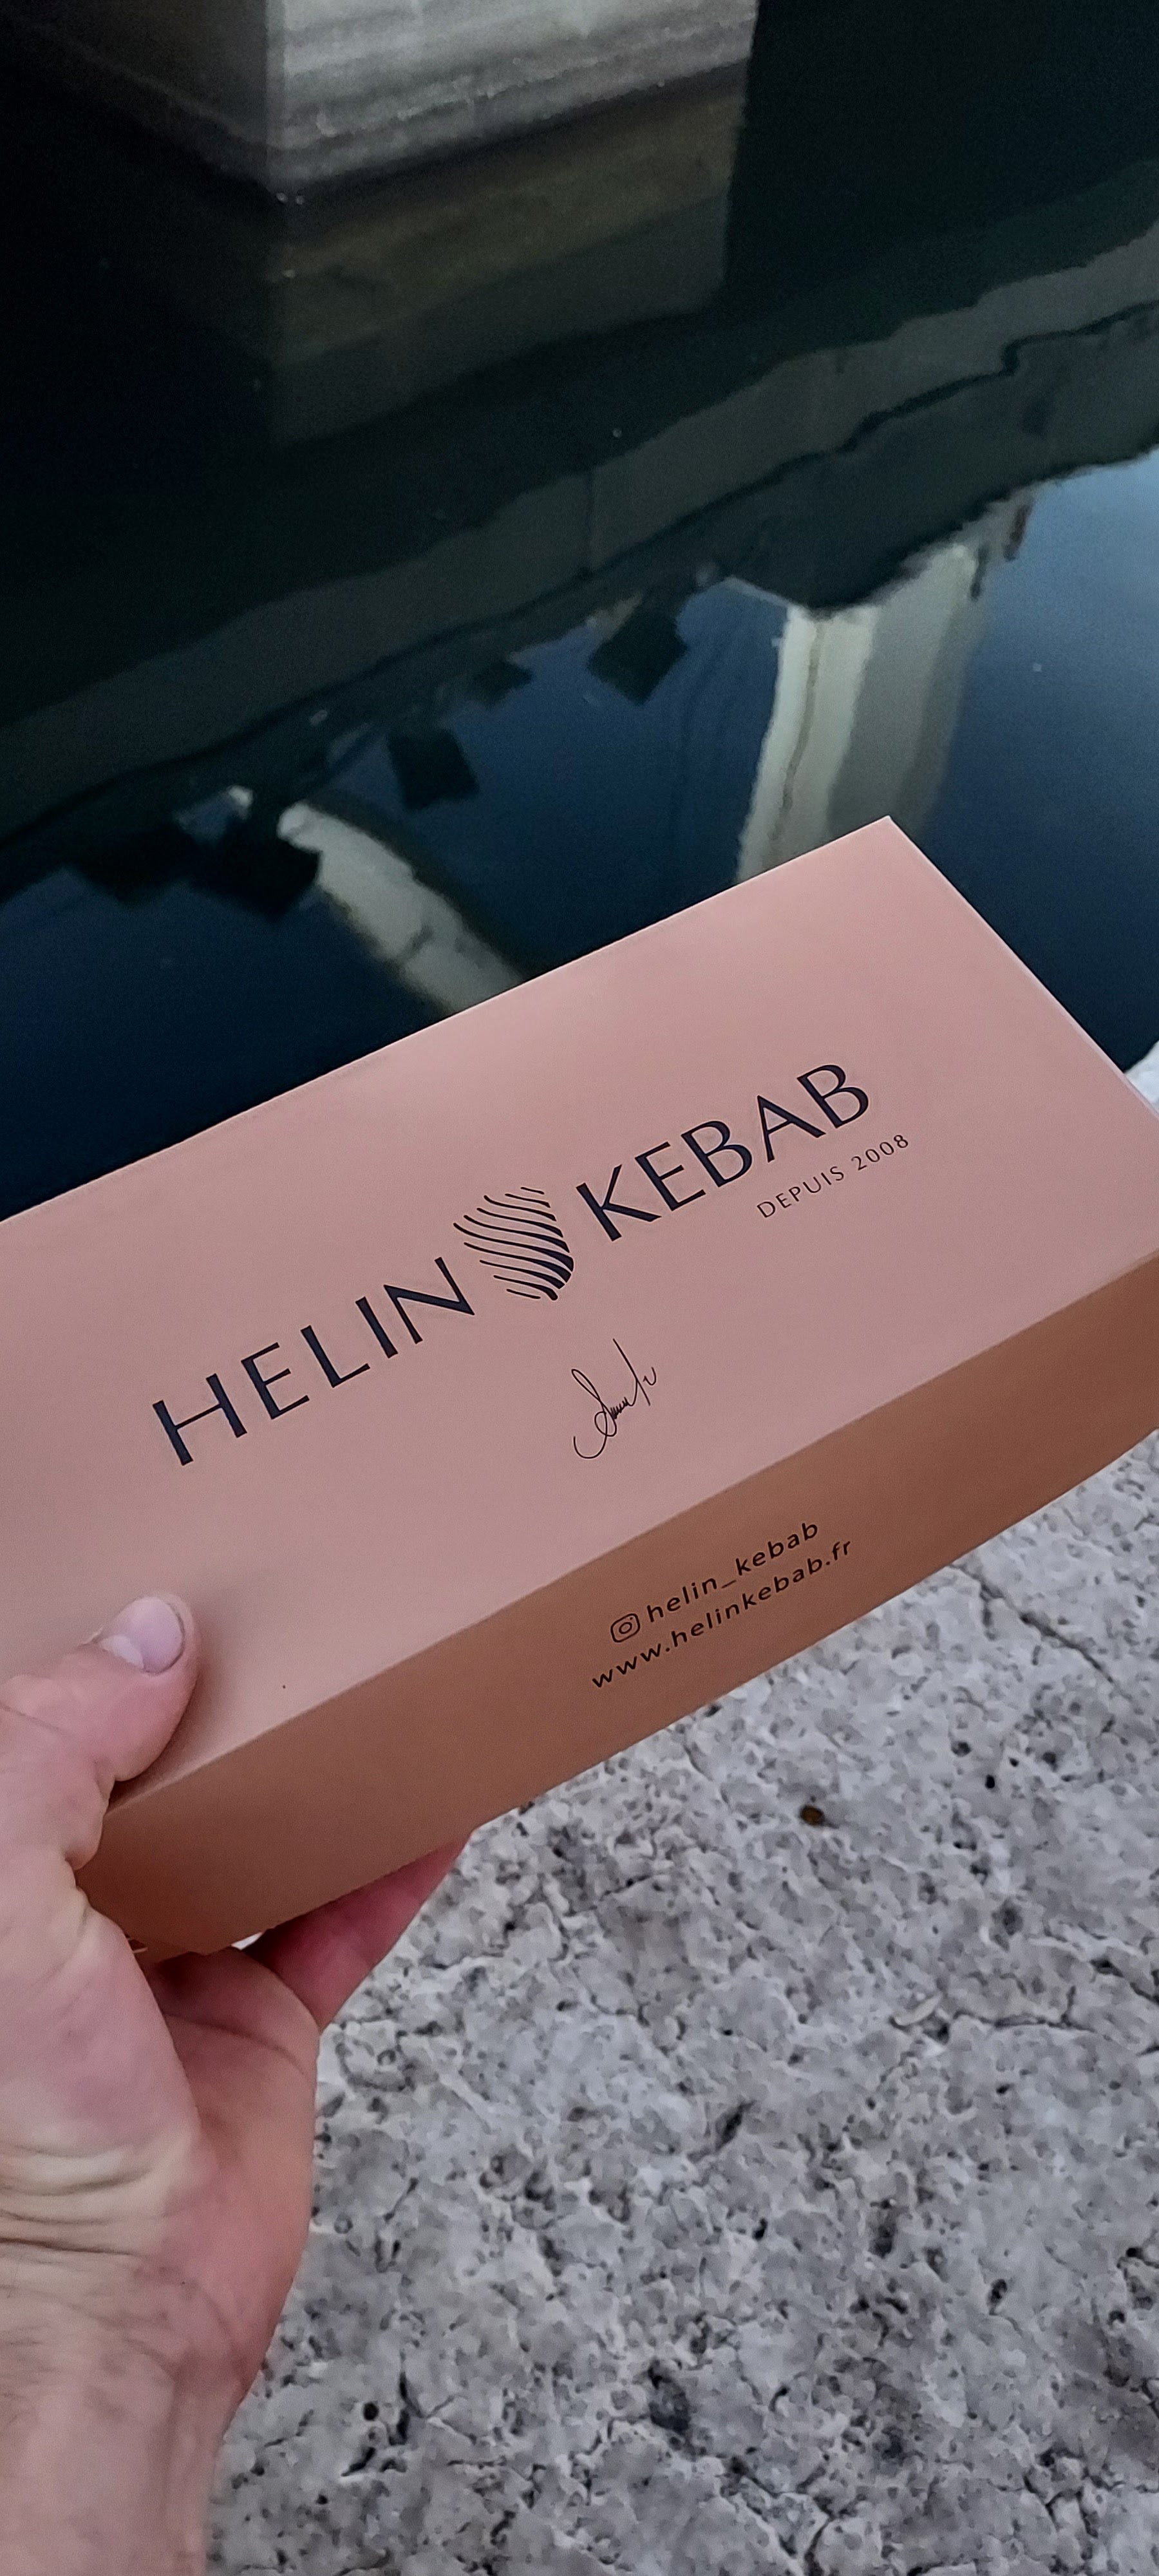 HELIN KEBAB
DEPUIS 2008
helin_kebab
www.helinkebab.fr